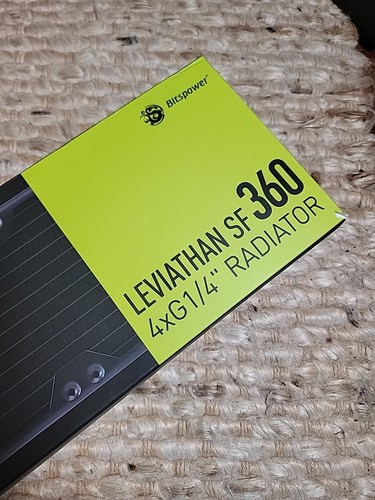 Bitspower
LEVIATHAN SF 360
4xG1/4" RADIATOR